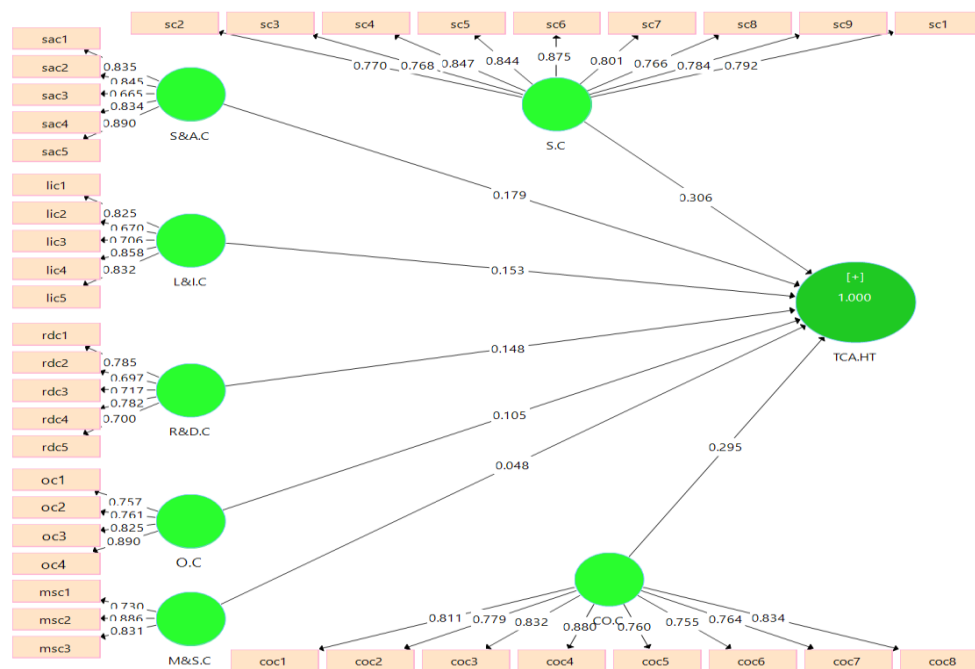 sc2 sc3 sc4 sc5 sc6 sc7 sc8 sc9 sc1
0.770 0.768 0.847 0.844 0.875 0.801 0.766 0.784 0.792
S.C
0.306
sac1
sac2
sac3
sac4
sac5
0.835
0.845
0.665
0.834
0.890
S&A.C
0.179
lic1
lic2
lic3
lic4
lic5
0.825
0.670
0.706
0.858
0.832
L&I.C
0.153
[+]
1.000
TCA.HT
rdc1
rdc2
rdc3
rdc4
rdc5
0.785
0.697
0.717
0.782
0.700
R&D.C
0.148
oc1
oc2
oc3
oc4
0.757
0.761
0.825
0.890
O.C
0.105
msc1
msc2
msc3
0.730
0.886
0.831
M&S.C
0.048
0.295
CO.C
0.811 0.779 0.832 0.880 0.760 0.755 0.764 0.834
coc1 coc2 coc3 coc4 coc5 coc6 coc7 coc8